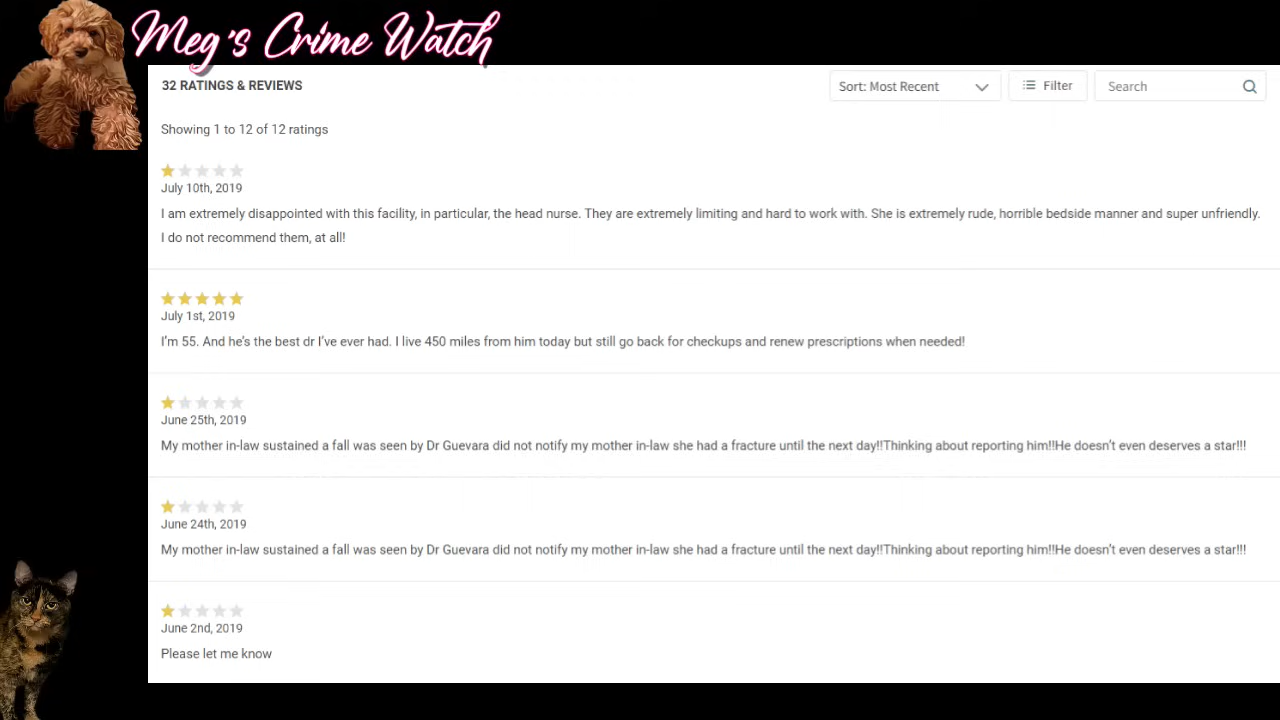 Meg's Crime Watch
32 RATINGS & REVIEWS
Sort: Most Recent
Filter
Search
Showing 1 to 12 of 12 ratings
July 10th, 2019
I am extremely disappointed with this facility, in particular, the head nurse. They are extremely limiting and hard to work with. She is extremely rude, horrible bedside manner and super unfriendly.
I do not recommend them, at all!
July 1st, 2019
I'm 55. And he's the best dr I've ever had. I live 450 miles from him today but still go back for checkups and renew prescriptions when needed!
June 25th, 2019
My mother in-law sustained a fall was seen by Dr Guevara did not notify my mother in-law she had a fracture until the next day!!Thinking about reporting him!!He doesn't even deserves a star!!!
June 24th, 2019
My mother in-law sustained a fall was seen by Dr Guevara did not notify my mother in-law she had a fracture until the next day!!Thinking about reporting him!!He doesn't even deserves a star!!!
June 2nd, 2019
Please let me know